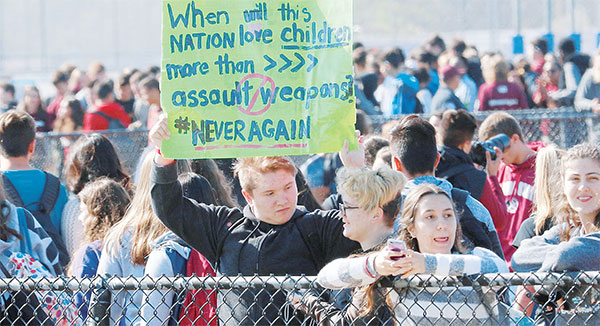 When will this
NATION love children
more than >>>>
assault weapons?
#NEVERAGAIN